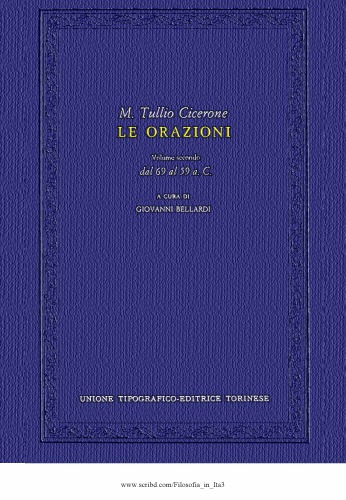 M. Tullio Cicerone
LE ORAZIONI
Volume secondo
dal 69 al 59 a. C.
A CURA DI
GIOVANNI BELLARDI
UNIONE TIPOGRAFICO-EDITRICE TORINESE
www.scribd.com/Filosofia_in_Ita3